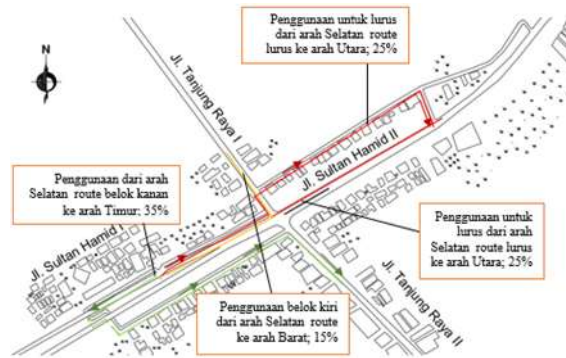 Penggunaan untuk lurus
dari arah Selatan route
lurus ke arah Utara; 25%
N
Jl. Tanjung Raya I
Jl. Sultan Hamid II
Penggunaan dari arah
Selatan route belok kanan
ke arah Timur; 35%
Penggunaan untuk
lurus dari arah
Selatan route lurus
ke arah Utara; 25%
Jl. Sultan Hamid I
Jl. Tanjung Raya II
Penggunaan belok kiri
dari arah Selatan route
ke arah Barat; 15%